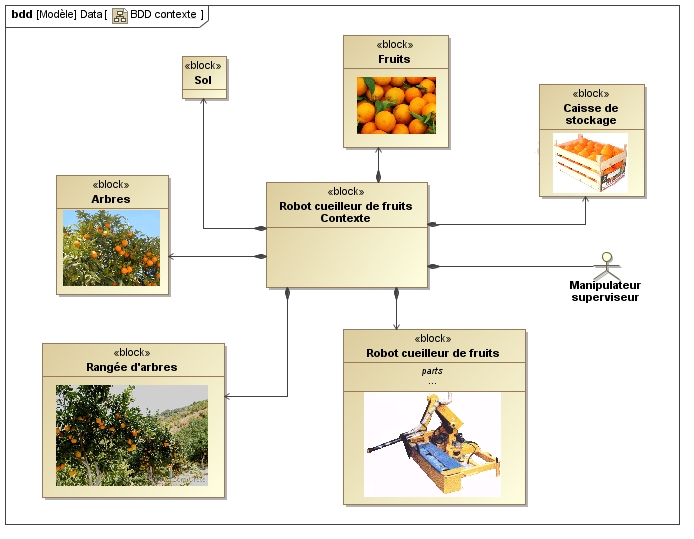 bdd [Modèle] Data [ BDD contexte ]
«block»
Sol
«block»
Fruits
«block»
Caisse de
stockage
«block»
Arbres
«block»
Robot cueilleur de fruits
Contexte
Manipulateur
superviseur
«block»
Rangée d'arbres
«block»
Robot cueilleur de fruits
parts
...